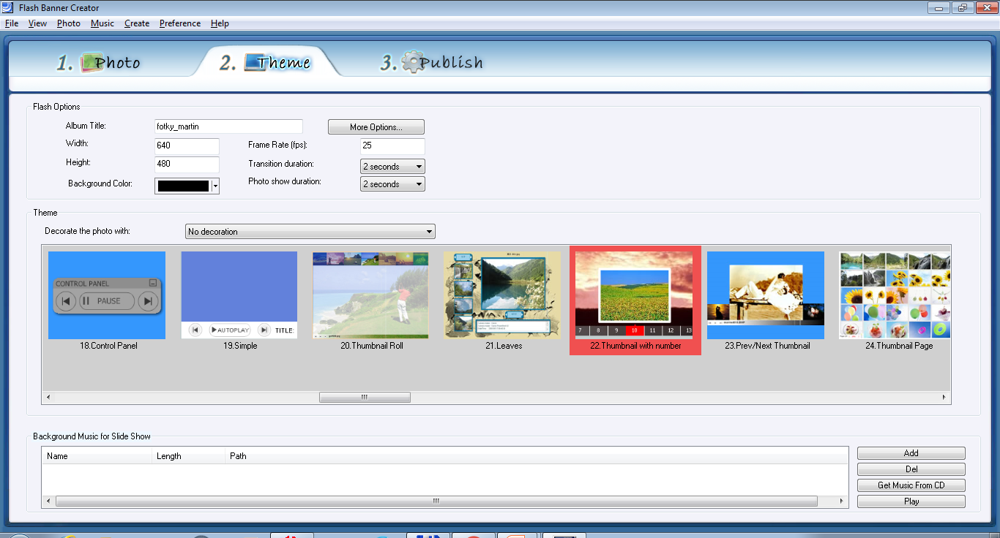 Flash Banner Creator
File View Photo Music Create Preference Help
1. Photo 2. Theme 3. Publish
Flash Options
Album Title: fotky_martin More Options...
Width: 640 Frame Rate (fps): 25
Height: 480 Transition duration: 2 seconds
Background Color: Photo show duration: 2 seconds
Theme
Decorate the photo with: No decoration
CONTROL PANEL
PAUSE
AUTOPLAY TITLE:
7 8 9 10 11 12 13
18.Control Panel 19.Simple 20.Thumbnail Roll 21.Leaves 22.Thumbnail with number 23.Prev/Next Thumbnail 24.Thumbnail Page
Background Music for Slide Show
Name Length Path
Add
Del
Get Music From CD
Play